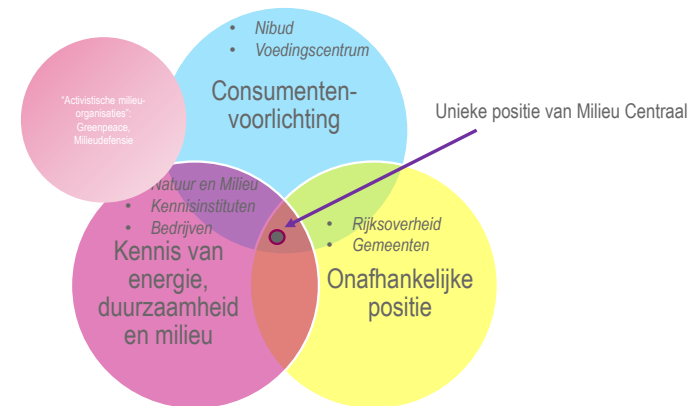 • Nibud
• Voedingscentrum
Consumenten-
voorlichting
"Activistische milieu-
organisaties":
Greenpeace,
Milieudefensie
Unieke positie van Milieu Centraal
Natuur en Milieu
• Kennisinstituten
• Bedrijven
Kennis van
energie,
duurzaamheid
en milieu
• Rijksoverheid
• Gemeenten
Onafhankelijke
positie